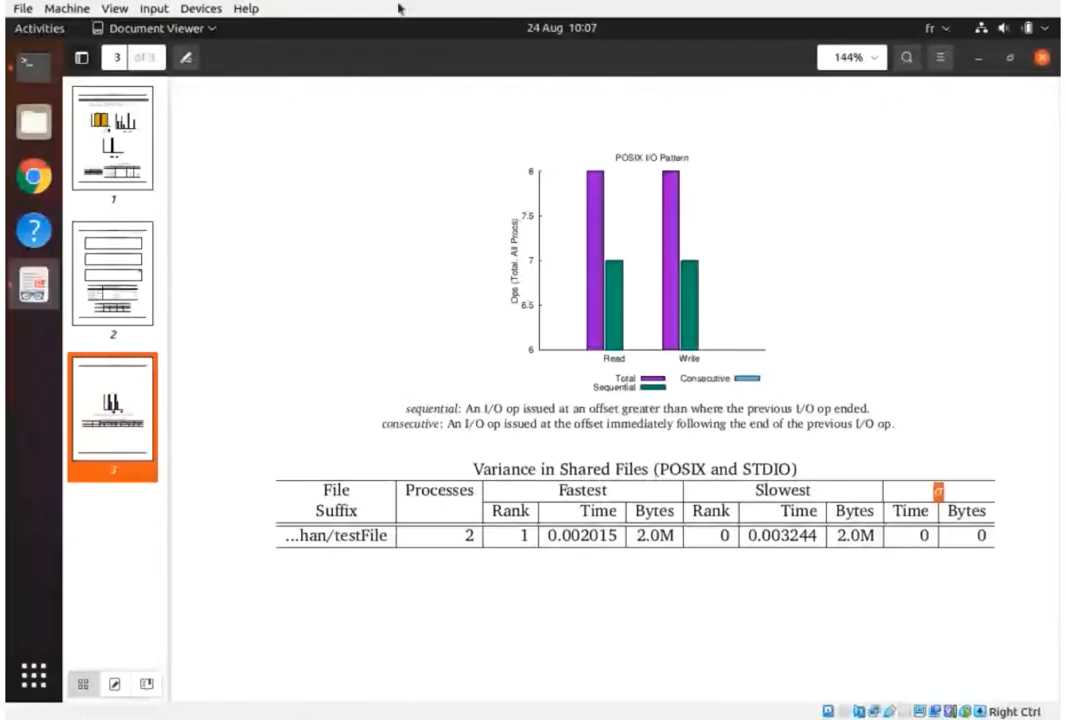 File Machine View Input Devices Help
Activities Document Viewer 24 Aug 10:07 fr
3 of 3 144%
1
2
3
POSIX I/O Pattern
Ops (Total, All Procs)
8
7.5
7
6.5
6
Read Write
Total Consecutive
Sequential
sequential: An I/O op issued at an offset greater than where the previous I/O op ended.
consecutive: An I/O op issued at the offset immediately following the end of the previous I/O op.
Variance in Shared Files (POSIX and STDIO)
File Processes Fastest Slowest σ
Suffix Rank Time Bytes Rank Time Bytes Time Bytes
...han/testFile 2 1 0.002015 2.0M 0 0.003244 2.0M 0 0
Right Ctrl